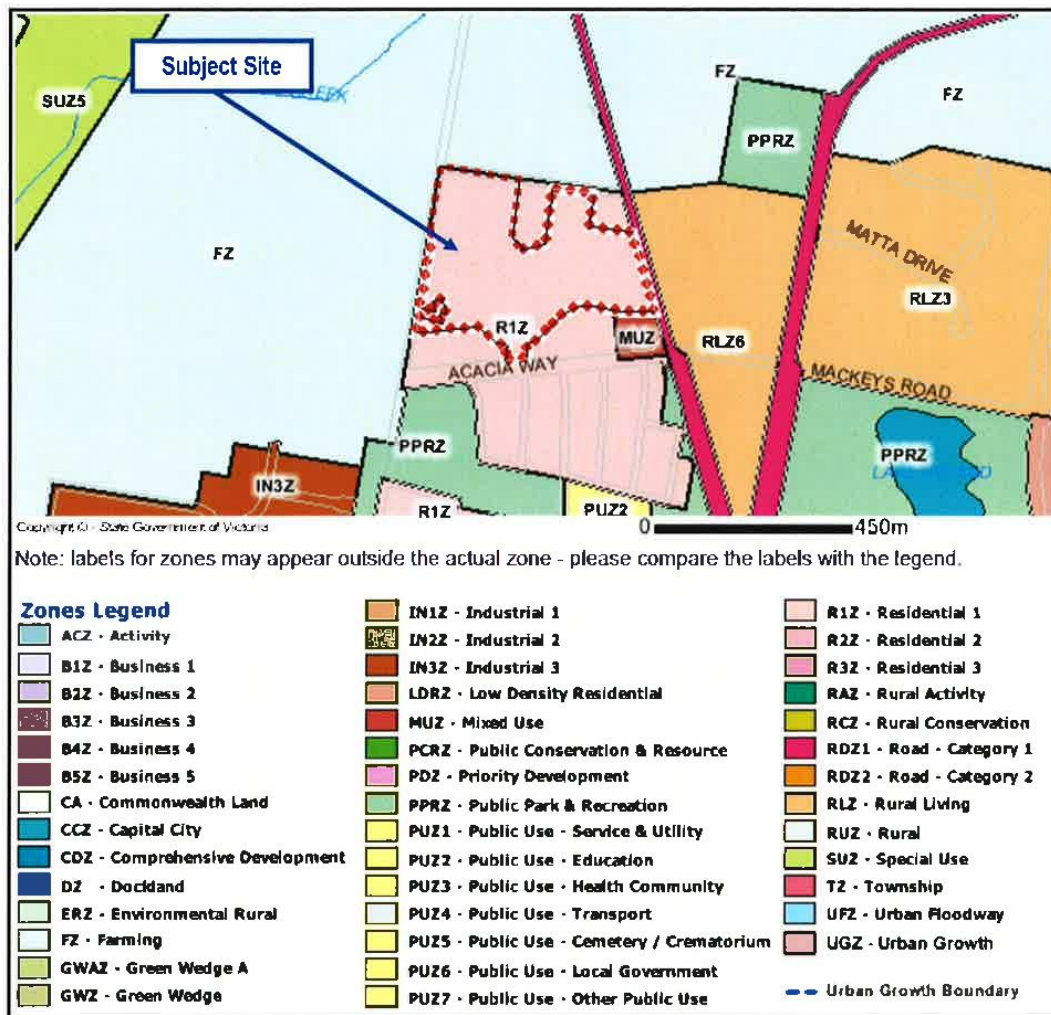 Subject Site
SUZ5
FZ
FZ
PPRZ
FZ
MATTA DRIVE
RLZ3
R1Z
MUZ
RLZ6
ACACIA WAY
MACKEYS ROAD
PPRZ
PPRZ
IN3Z
R1Z
PUZ2
Copyright © - State Government of Victoria
0 450m
Note: labels for zones may appear outside the actual zone - please compare the labels with the legend.
Zones Legend
ACZ - Activity
B1Z - Business 1
B2Z - Business 2
B3Z - Business 3
B4Z - Business 4
B5Z - Business 5
CA - Commonwealth Land
CCZ - Capital City
CDZ - Comprehensive Development
DZ - Dockland
ERZ - Environmental Rural
FZ - Farming
GWAZ - Green Wedge A
GWZ - Green Wedge
IN1Z - Industrial 1
IN2Z - Industrial 2
IN3Z - Industrial 3
LDRZ - Low Density Residential
MUZ - Mixed Use
PCRZ - Public Conservation & Resource
PDZ - Priority Development
PPRZ - Public Park & Recreation
PUZ1 - Public Use - Service & Utility
PUZ2 - Public Use - Education
PUZ3 - Public Use - Health Community
PUZ4 - Public Use - Transport
PUZ5 - Public Use - Cemetery / Crematorium
PUZ6 - Public Use - Local Government
PUZ7 - Public Use - Other Public Use
R1Z - Residential 1
R2Z - Residential 2
R3Z - Residential 3
RAZ - Rural Activity
RCZ - Rural Conservation
RDZ1 - Road - Category 1
RDZ2 - Road - Category 2
RLZ - Rural Living
RUZ - Rural
SUZ - Special Use
TZ - Township
UFZ - Urban Floodway
UGZ - Urban Growth
Urban Growth Boundary